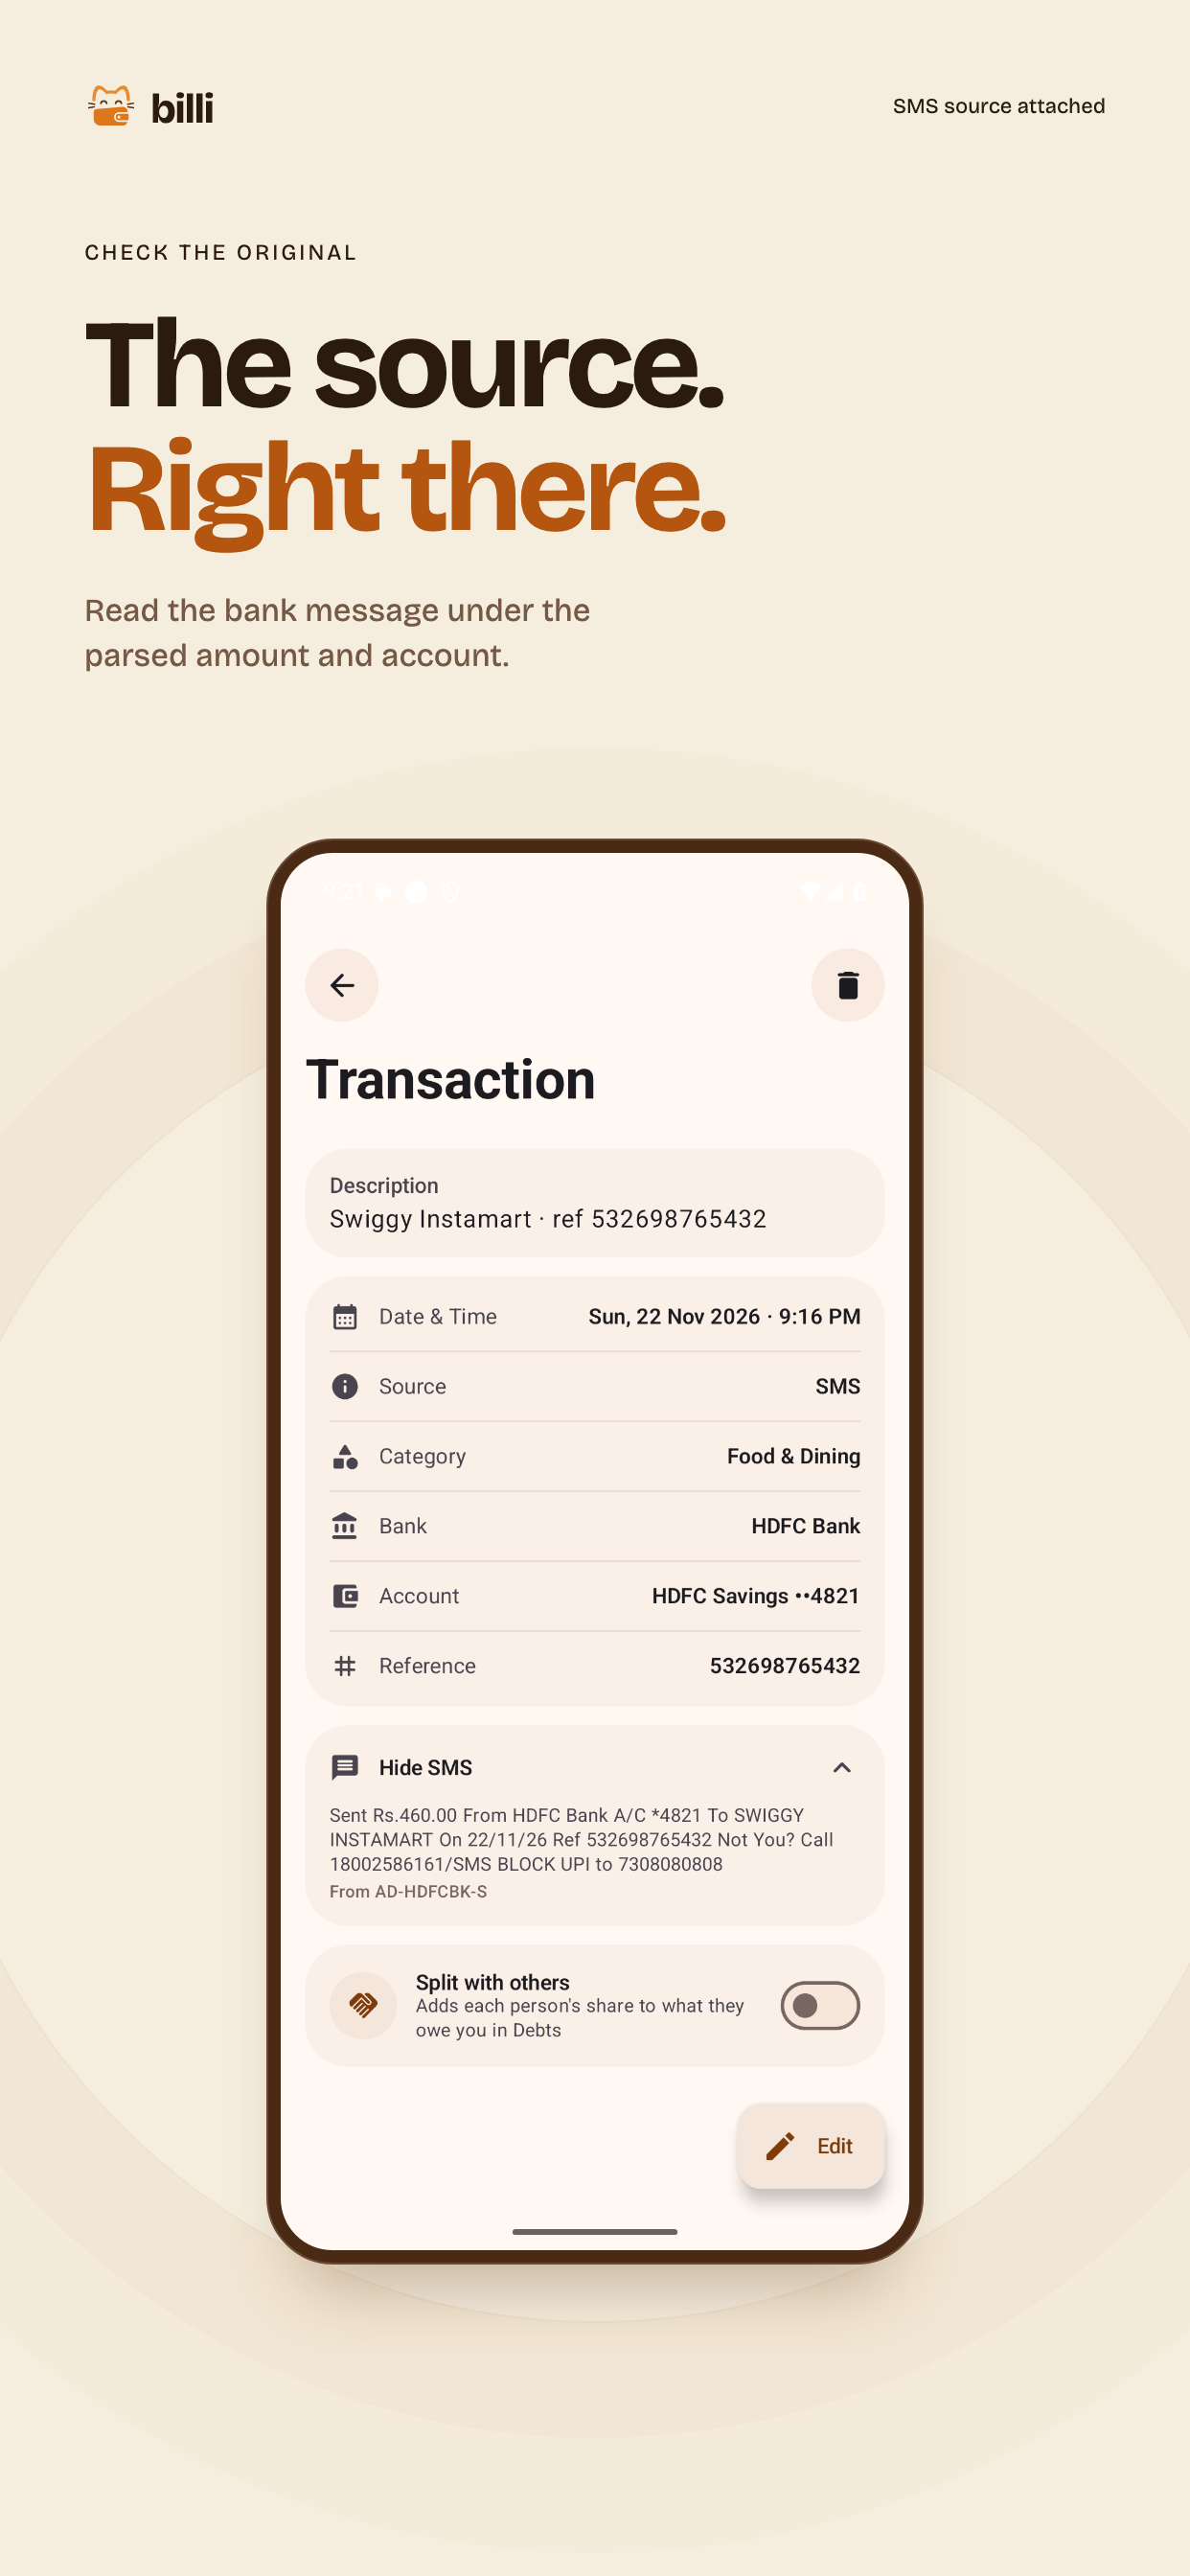 billi
SMS source attached
CHECK THE ORIGINAL
The source.
Right there.
Read the bank message under the
parsed amount and account.
9:21
Transaction
Description
Swiggy Instamart · ref 532698765432
Date & Time
Sun, 22 Nov 2026 · 9:16 PM
Source
SMS
Category
Food & Dining
Bank
HDFC Bank
Account
HDFC Savings ••4821
Reference
532698765432
Hide SMS
Sent Rs.460.00 From HDFC Bank A/C *4821 To SWIGGY
INSTAMART On 22/11/26 Ref 532698765432 Not You? Call
18002586161/SMS BLOCK UPI to 7308080808
From AD-HDFCBK-S
Split with others
Adds each person's share to what they
owe you in Debts
Edit